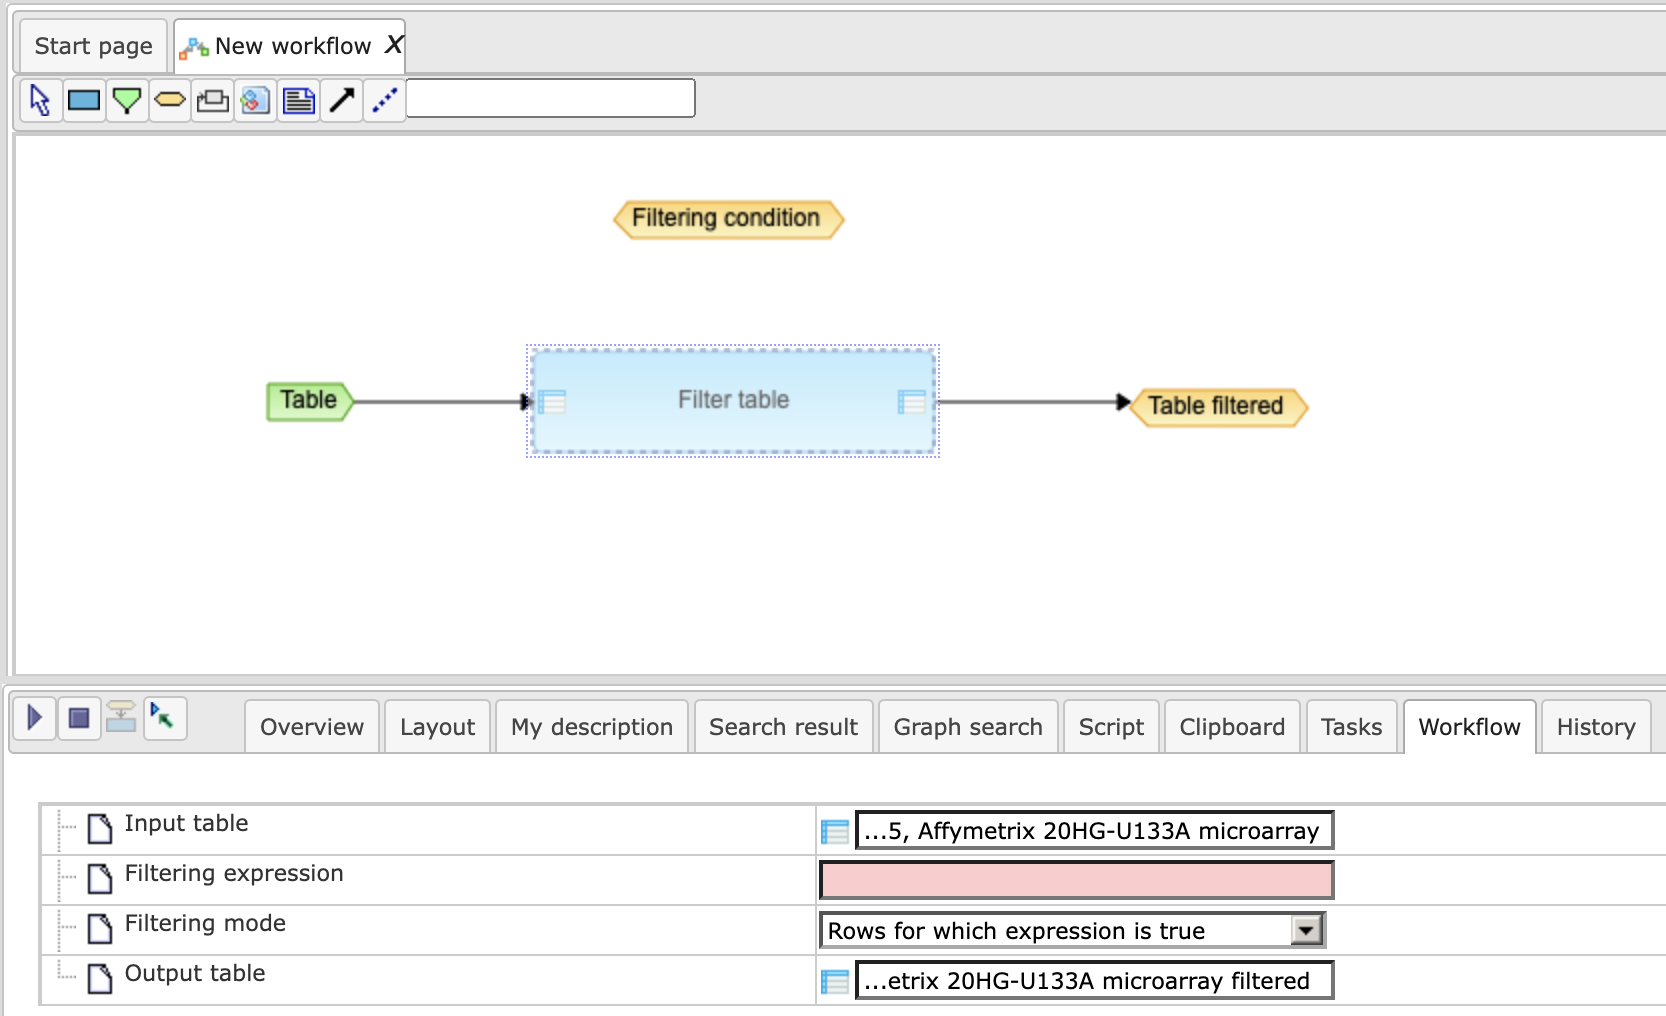 Start page
New workflow X
Filtering condition
Table
Filter table
Table filtered
Overview
Layout
My description
Search result
Graph search
Script
Clipboard
Tasks
Workflow
History
Input table
...5, Affymetrix 20HG-U133A microarray
Filtering expression
Filtering mode
Rows for which expression is true
Output table
...etrix 20HG-U133A microarray filtered